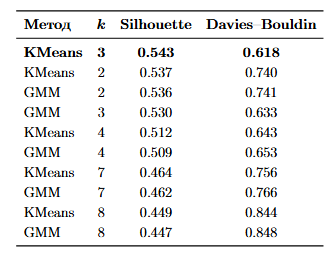 Метод k Silhouette Davies–Bouldin
KMeans 3 0.543 0.618
KMeans 2 0.537 0.740
GMM 2 0.536 0.741
GMM 3 0.530 0.633
KMeans 4 0.512 0.643
GMM 4 0.509 0.653
KMeans 7 0.464 0.756
GMM 7 0.462 0.766
KMeans 8 0.449 0.844
GMM 8 0.447 0.848